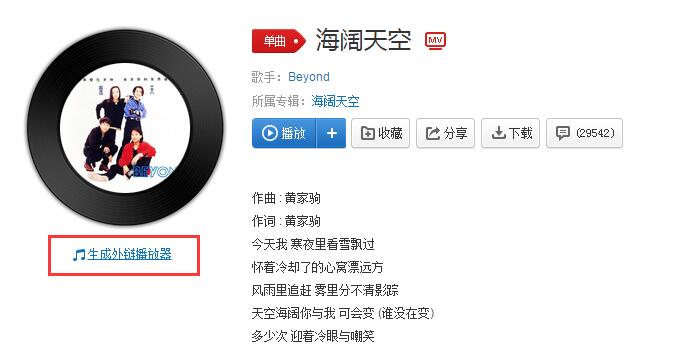 单曲 海阔天空 MV
歌手：Beyond
所属专辑：海阔天空
播放 + 收藏 分享 下载 (29542)
BEYON
生成外链播放器
作曲 : 黄家驹
作词 : 黄家驹
今天我 寒夜里看雪飘过
怀着冷却了的心窝漂远方
风雨里追赶 雾里分不清影踪
天空海阔你与我 可会变 (谁没在变)
多少次 迎着冷眼与嘲笑